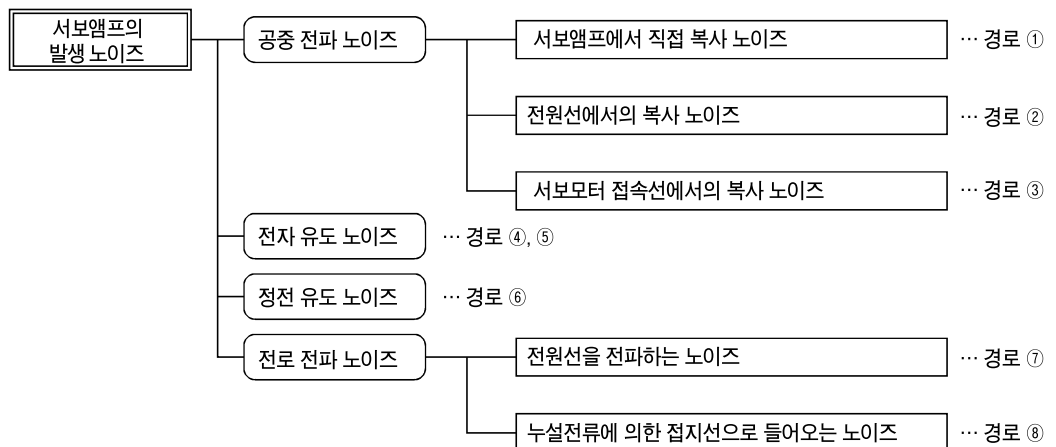 서보앰프의
발생 노이즈
공중 전파 노이즈
서보앰프에서 직접 복사 노이즈
… 경로 ①
전원선에서의 복사 노이즈
… 경로 ②
서보모터 접속선에서의 복사 노이즈
… 경로 ③
전자 유도 노이즈
… 경로 ④, ⑤
정전 유도 노이즈
… 경로 ⑥
전로 전파 노이즈
전원선을 전파하는 노이즈
… 경로 ⑦
누설전류에 의한 접지선으로 들어오는 노이즈
… 경로 ⑧